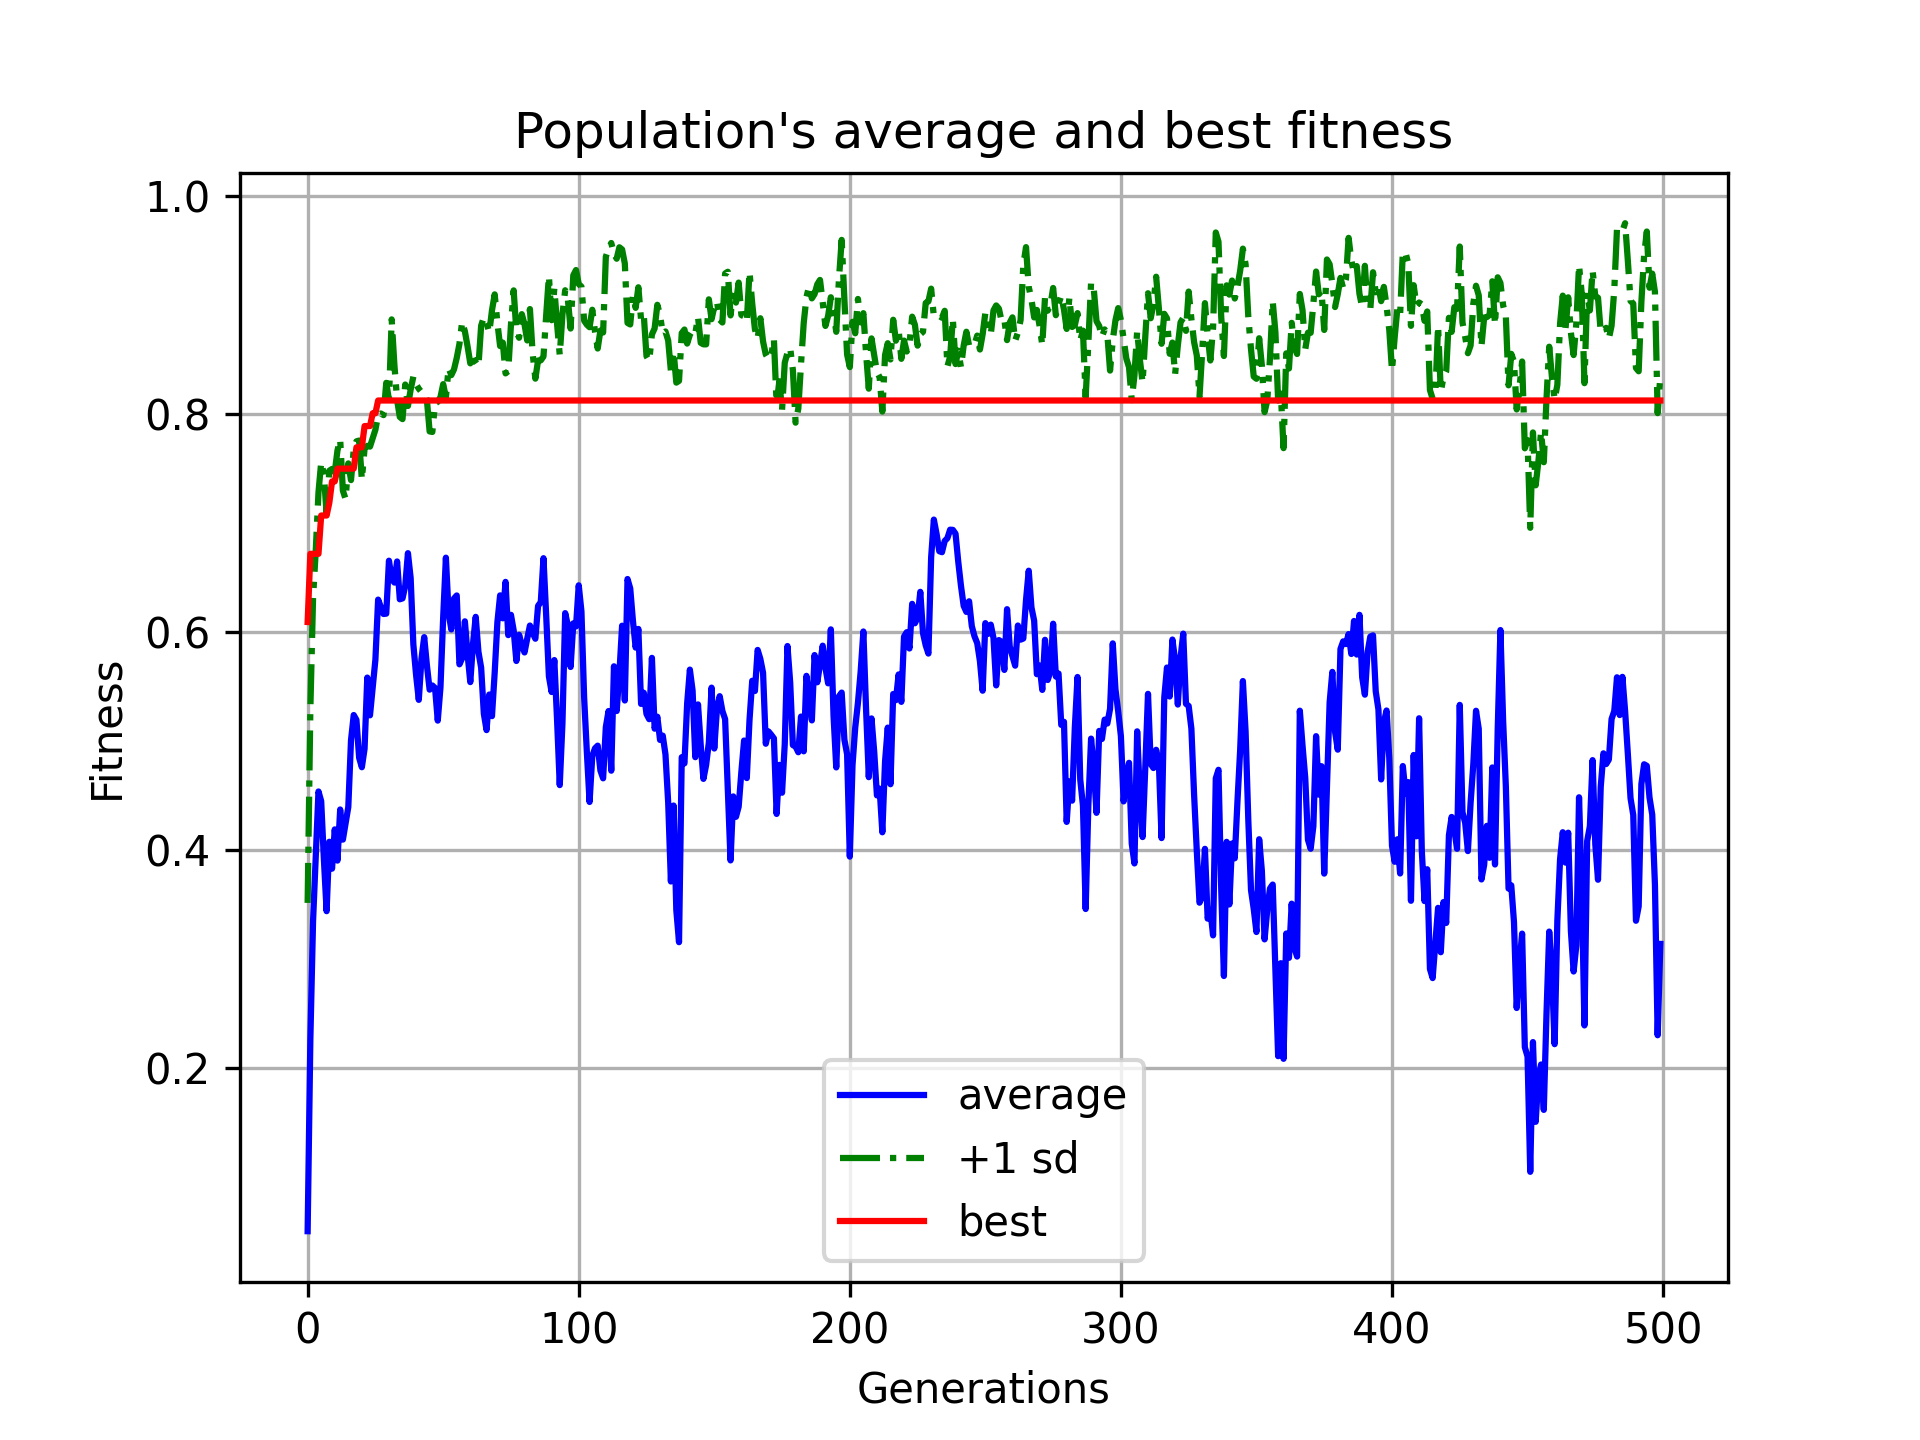 Population's average and best fitness
1.0
0.8
0.6
0.4
0.2
Fitness
average
+1 sd
best
0 100 200 300 400 500
Generations